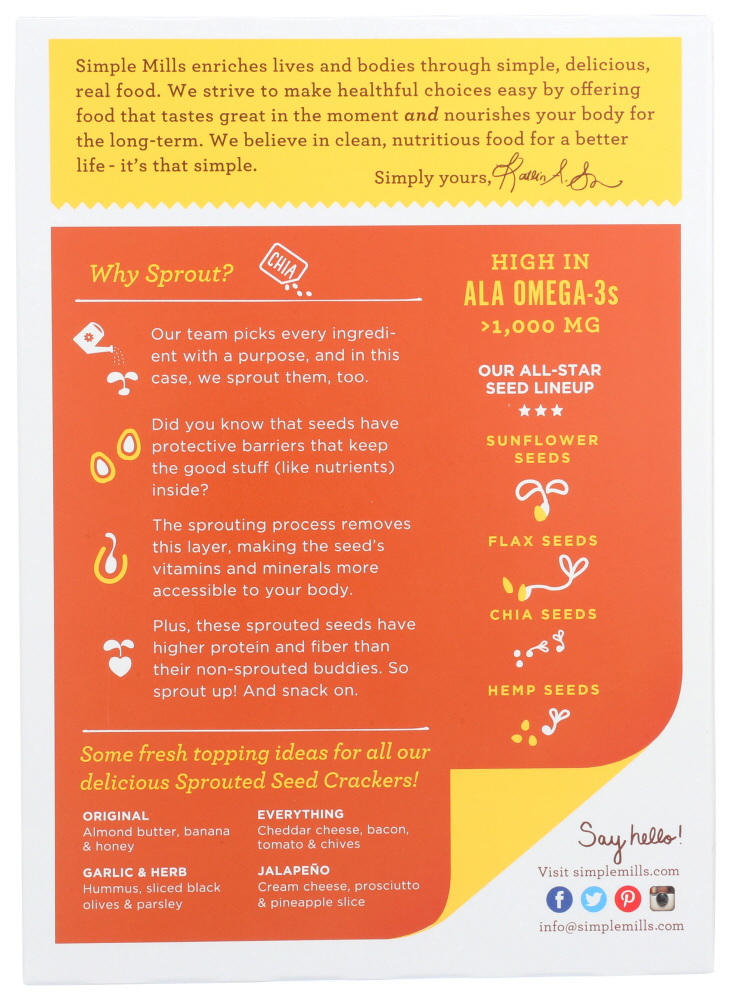 Simple Mills enriches lives and bodies through simple, delicious,
real food. We strive to make healthful choices easy by offering
food that tastes great in the moment and nourishes your body for
the long-term. We believe in clean, nutritious food for a better
life - it's that simple.
Simply yours,
Why Sprout?
CHIA
Our team picks every ingredi-
ent with a purpose, and in this
case, we sprout them, too.
Did you know that seeds have
protective barriers that keep
the good stuff (like nutrients)
inside?
The sprouting process removes
this layer, making the seed's
vitamins and minerals more
accessible to your body.
Plus, these sprouted seeds have
higher protein and fiber than
their non-sprouted buddies. So
sprout up! And snack on.
HIGH IN
ALA OMEGA-3s
>1,000 MG
OUR ALL-STAR
SEED LINEUP
SUNFLOWER
SEEDS
FLAX SEEDS
CHIA SEEDS
HEMP SEEDS
Some fresh topping ideas for all our
delicious Sprouted Seed Crackers!
ORIGINAL
Almond butter, banana
& honey
EVERYTHING
Cheddar cheese, bacon,
tomato & chives
GARLIC & HERB
Hummus, sliced black
olives & parsley
JALAPEÑO
Cream cheese, prosciutto
& pineapple slice
Say hello!
Visit simplemills.com
info@simplemills.com